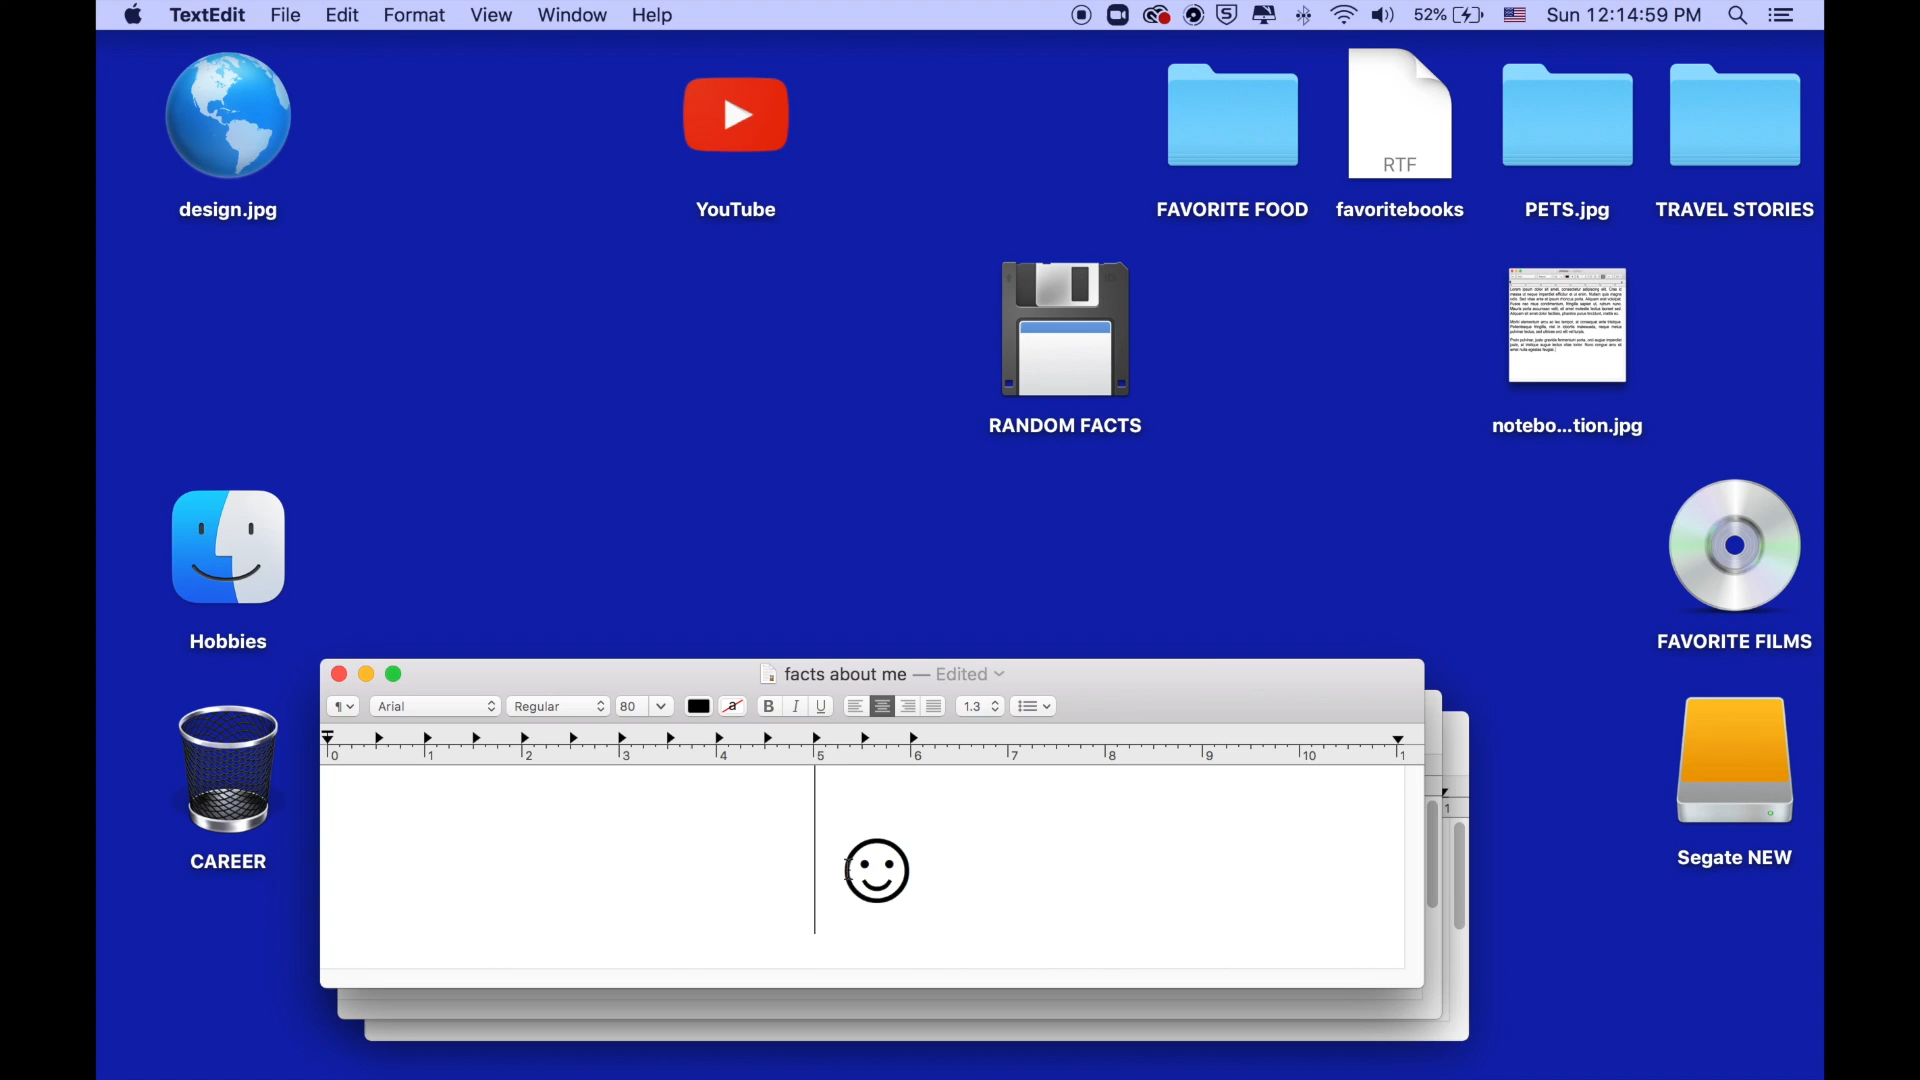 TextEdit File Edit Format View Window Help 52% Sun 12:14:59 PM
design.jpg
YouTube
RTF
FAVORITE FOOD
favoritebooks
PETS.jpg
TRAVEL STORIES
RANDOM FACTS
notebo...tion.jpg
Hobbies
FAVORITE FILMS
facts about me — Edited
Arial Regular 80 a B I U 1.3
0 1 2 3 4 5 6 7 8 9 10 1
1
CAREER
Segate NEW